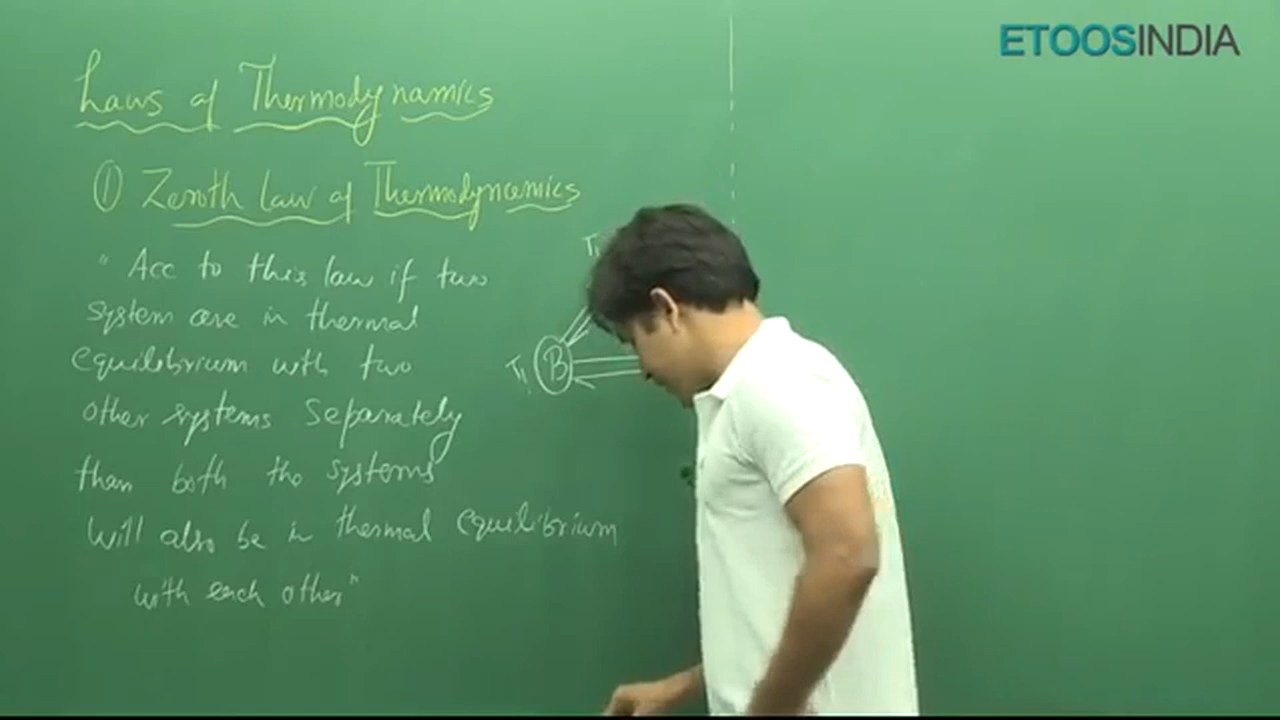 ETOOSINDIA
Laws of Thermodynamics
① Zeroth Law of Thermodynamics
" Acc to this law if two
system are in thermal
equilibrium with two
other systems separately
than both the systems
will also be in thermal equilibrium
with each other"
T₁
T₁ B